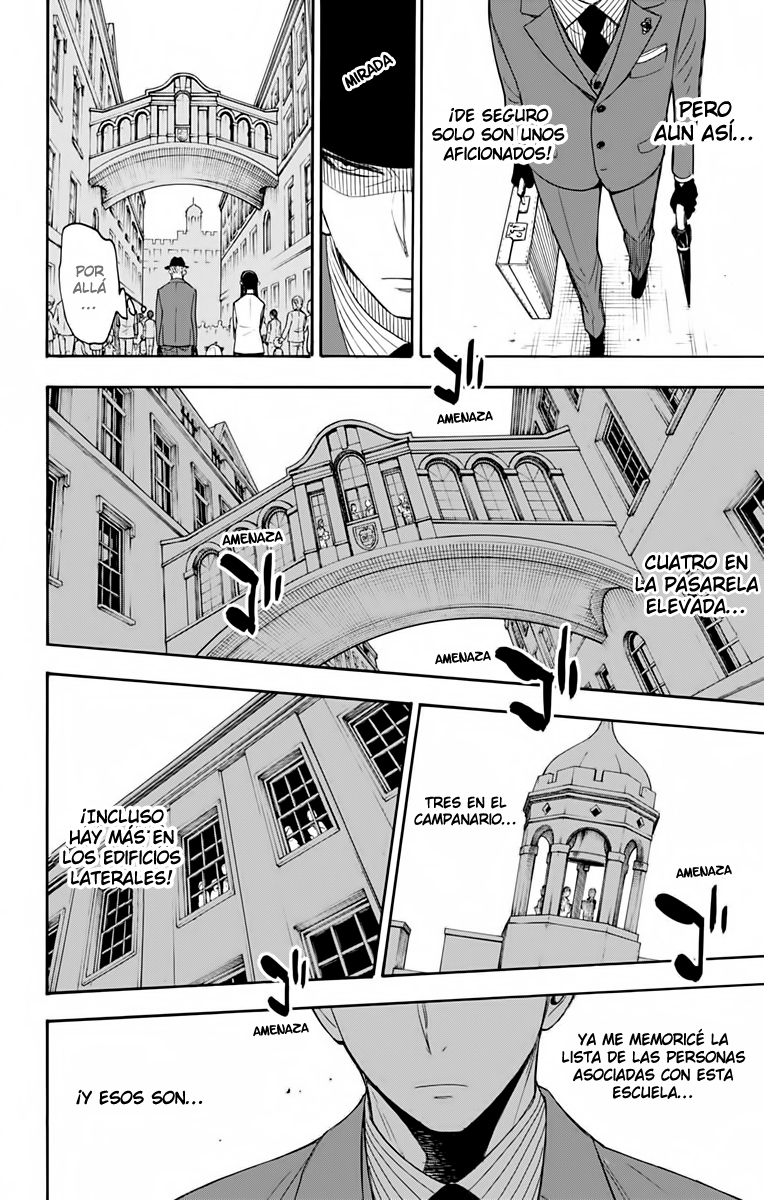 PERO
AUN ASÍ...
¡DE SEGURO
SOLO SON UNOS
AFICIONADOS!
MIRADA
POR
ALLÁ
...
AMENAZA
AMENAZA
CUATRO EN
LA PASARELA
ELEVADA...
AMENAZA
TRES EN EL
CAMPANARIO...
AMENAZA
¡INCLUSO
HAY MÁS EN
LOS EDIFICIOS
LATERALES!
AMENAZA
YA ME MEMORICÉ LA
LISTA DE LAS PERSONAS
ASOCIADAS CON ESTA
ESCUELA...
¡Y ESOS SON...